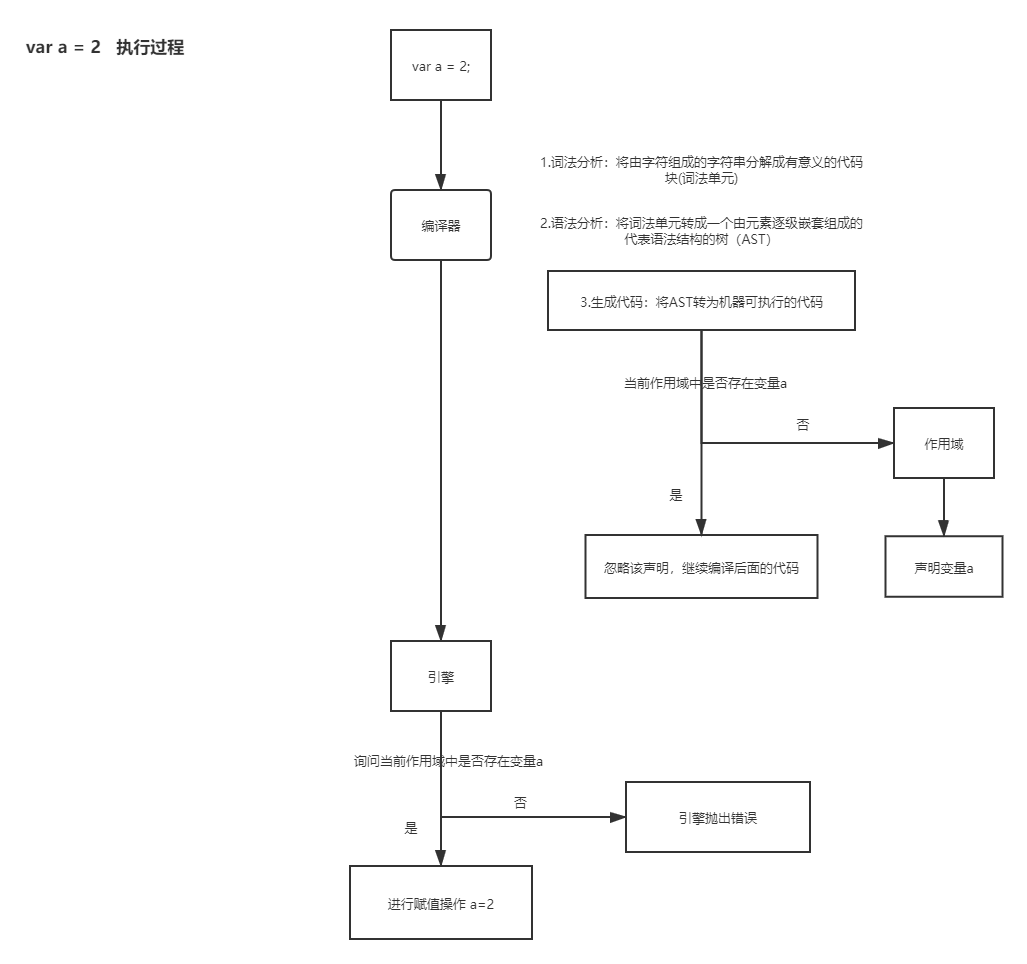 var a = 2   执行过程
var a = 2;
1.词法分析：将由字符组成的字符串分解成有意义的代码
块(词法单元)
编译器
2.语法分析：将词法单元转成一个由元素逐级嵌套组成的
代表语法结构的树（AST）
3.生成代码：将AST转为机器可执行的代码
当前作用域中是否存在变量a
否
作用域
是
忽略该声明，继续编译后面的代码
声明变量a
引擎
询问当前作用域中是否存在变量a
否
引擎抛出错误
是
进行赋值操作 a=2